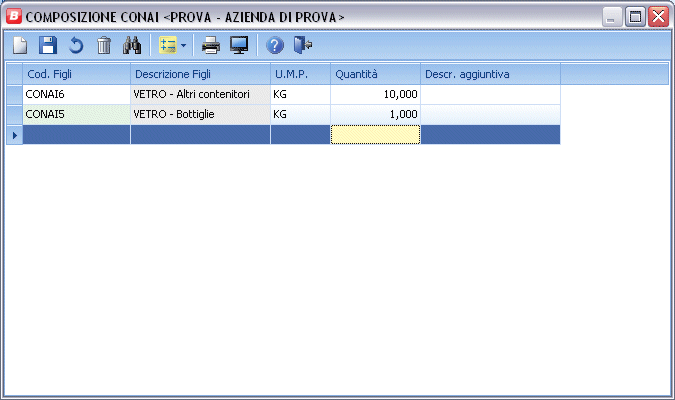 B COMPOSIZIONE CONAI <PROVA - AZIENDA DI PROVA>
Cod. Figli Descrizione Figli U.M.P. Quantità Descr. aggiuntiva
CONAI6 VETRO - Altri contenitori KG 10,000
CONAI5 VETRO - Bottiglie KG 1,000